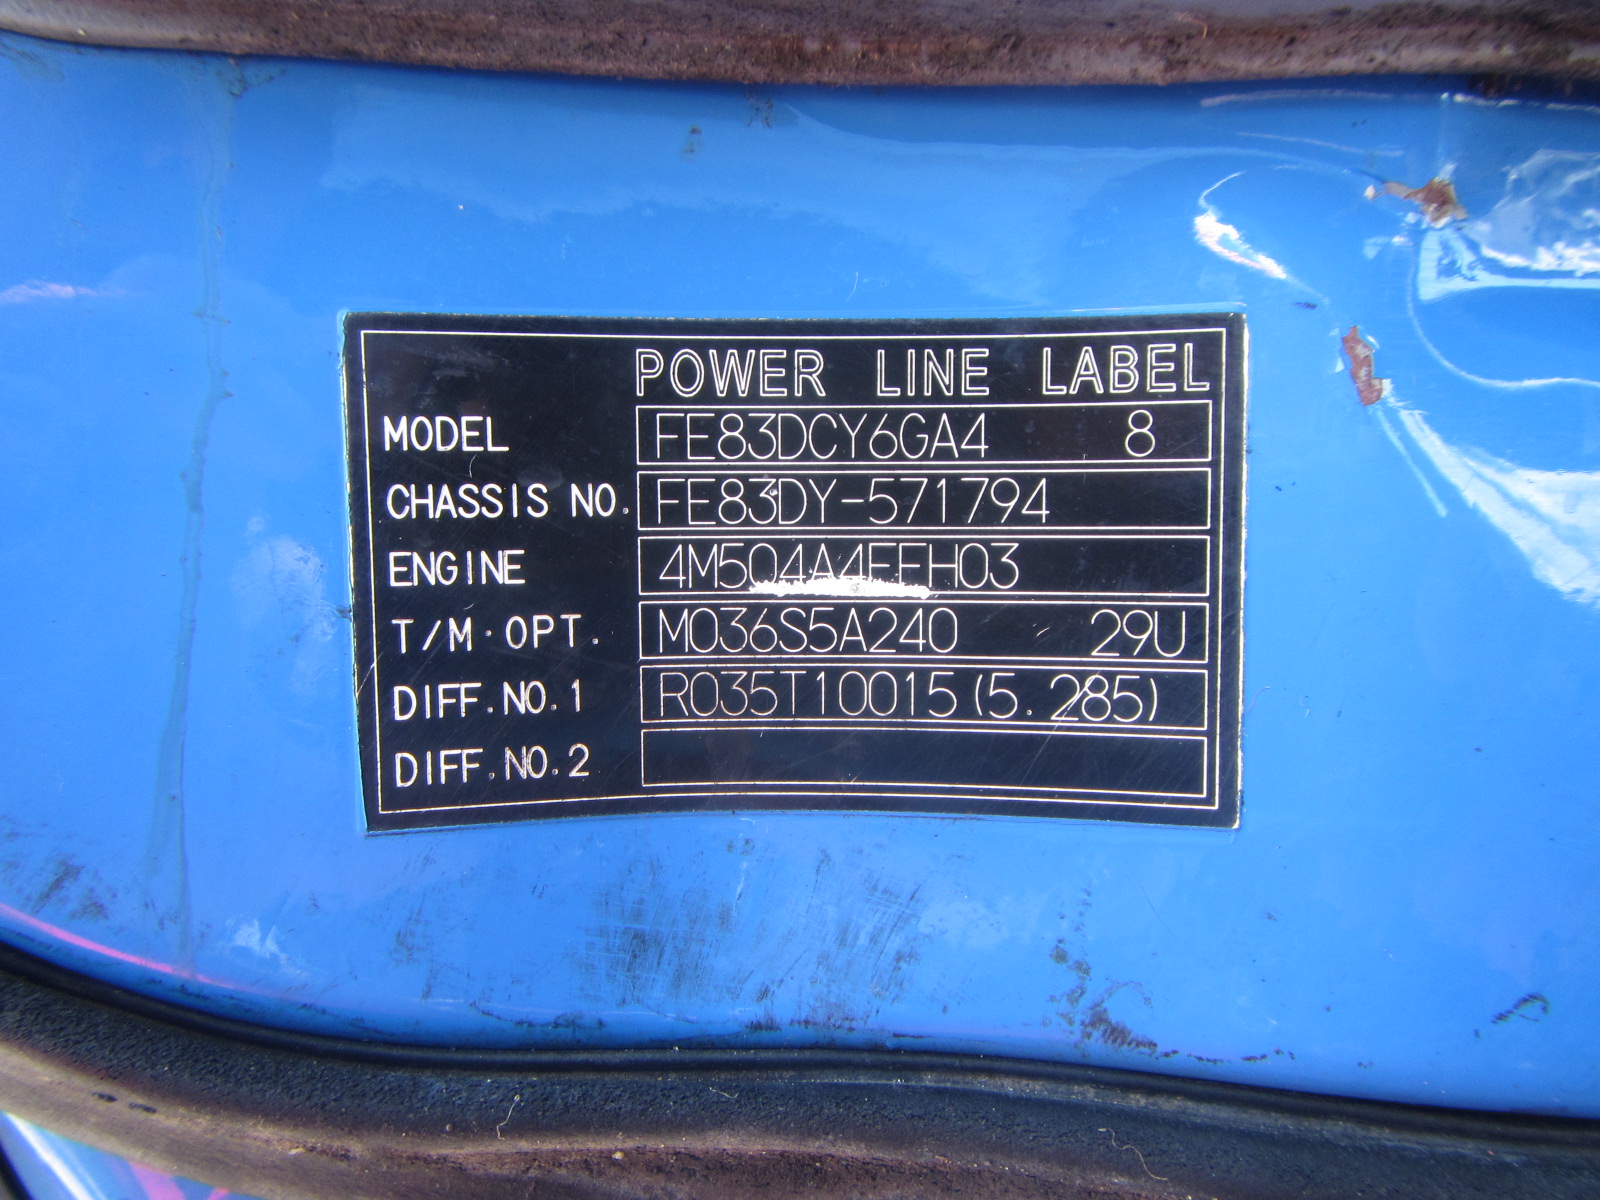 POWER LINE LABEL
MODEL FE83DCY6GA4 8
CHASSIS NO. FE83DY-571794
ENGINE
T/M·OPT. M036S5A240 29U
DIFF.NO.1 R035T10015(5.285)
DIFF.NO.2